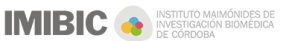 IMIBIC
INSTITUTO MAIMÓNIDES DE
INVESTIGACIÓN BIOMÉDICA
DE CÓRDOBA